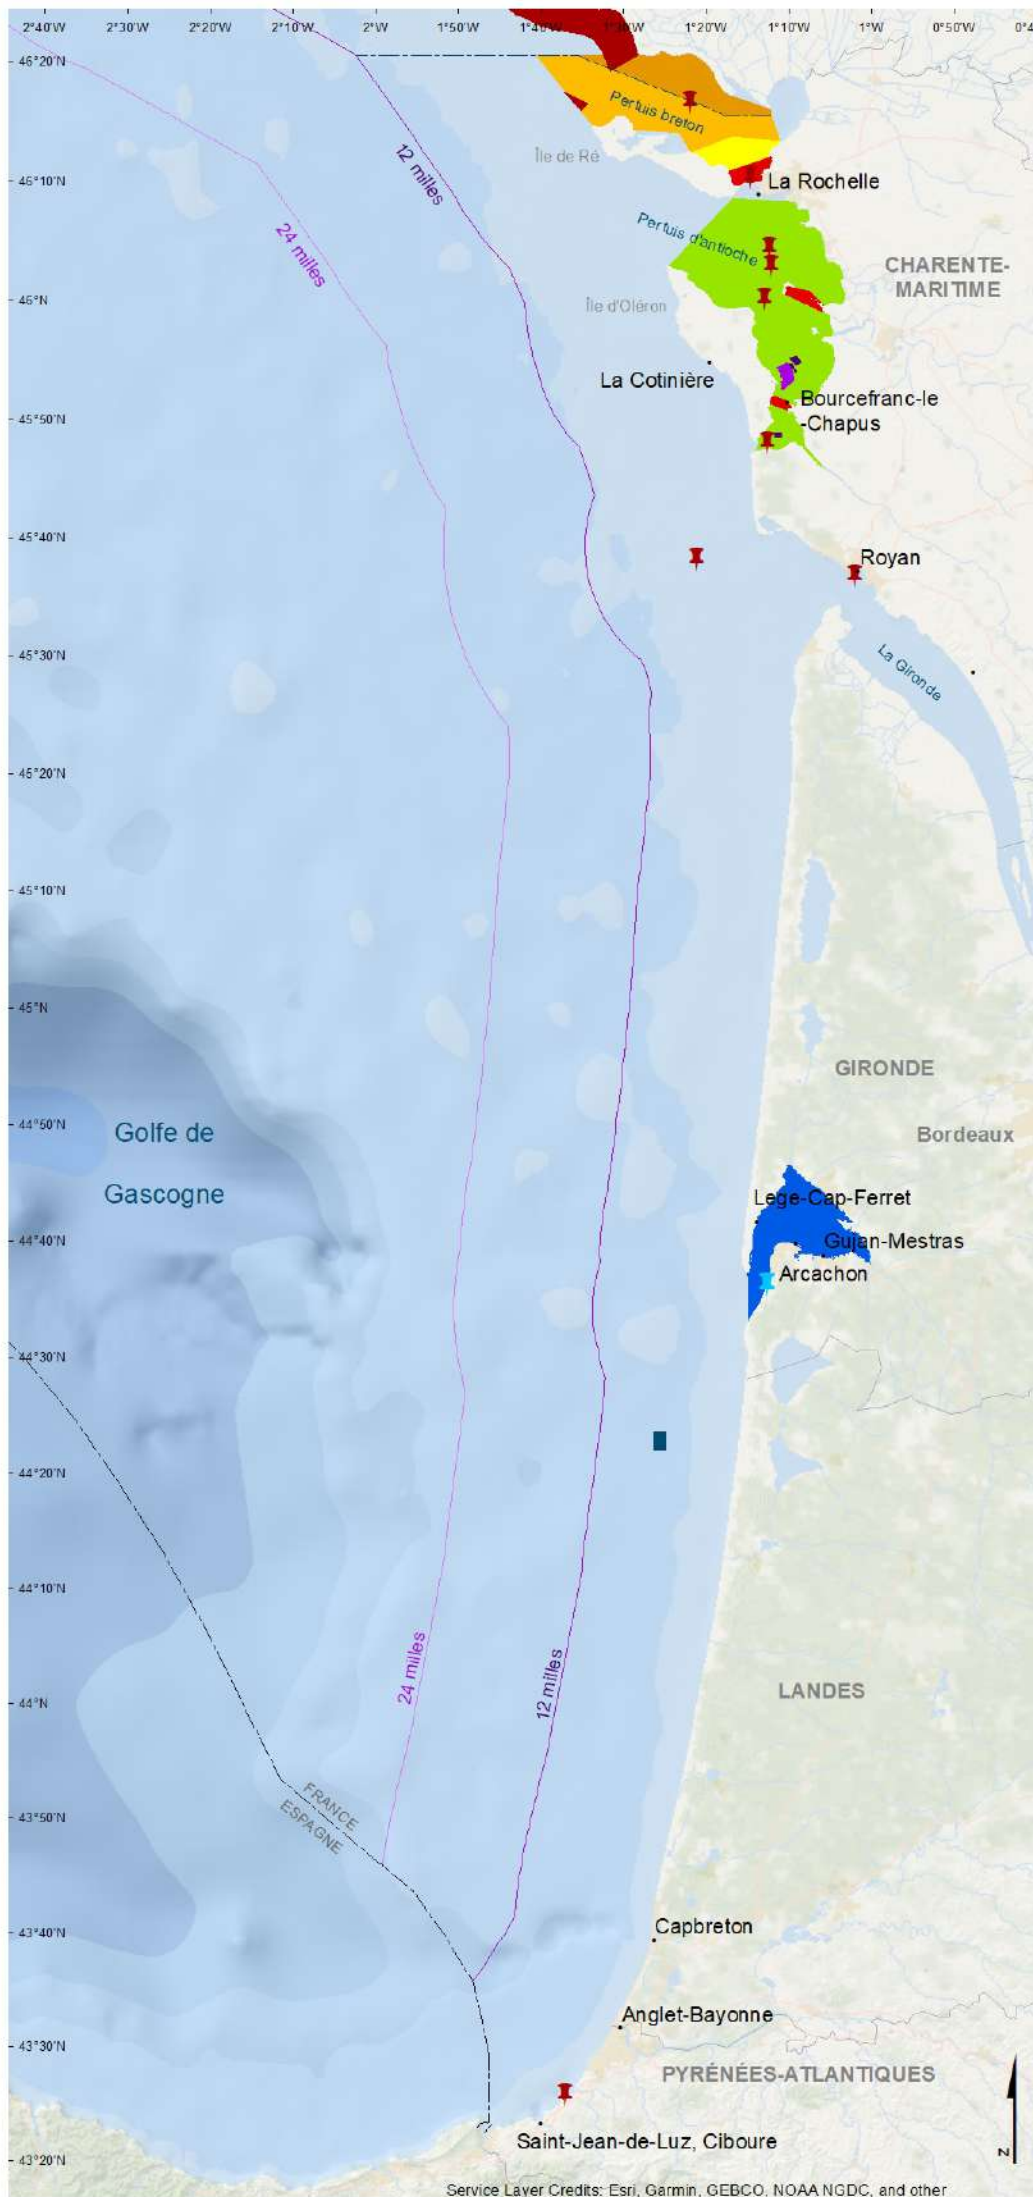 2°40'W 2°30'W 2°20'W 2°10'W 2°W 1°50'W 1°40'W 1°30'W 1°20'W 1°10'W 1°W 0°50'W 0°40'W
46°20'N
Pertuis breton
Île de Ré
12 milles
46°10'N
La Rochelle
24 milles
Pertuis d'antioche
CHARENTE-
MARITIME
46°N
Île d'Oléron
La Cotinière
Bourcefranc-le
-Chapus
45°50'N
45°40'N
Royan
45°30'N
La Gironde
45°20'N
45°10'N
45°N
GIRONDE
44°50'N
Golfe de
Gascogne
Bordeaux
Lege-Cap-Ferret
44°40'N
Gujan-Mestras
Arcachon
44°30'N
44°20'N
44°10'N
24 milles
12 milles
LANDES
44°N
FRANCE
ESPAGNE
43°50'N
43°40'N
Capbreton
Anglet-Bayonne
43°30'N
PYRÉNÉES-ATLANTIQUES
Saint-Jean-de-Luz, Ciboure
43°20'N
N
Service Layer Credits: Esri, Garmin, GEBCO, NOAA NGDC, and other